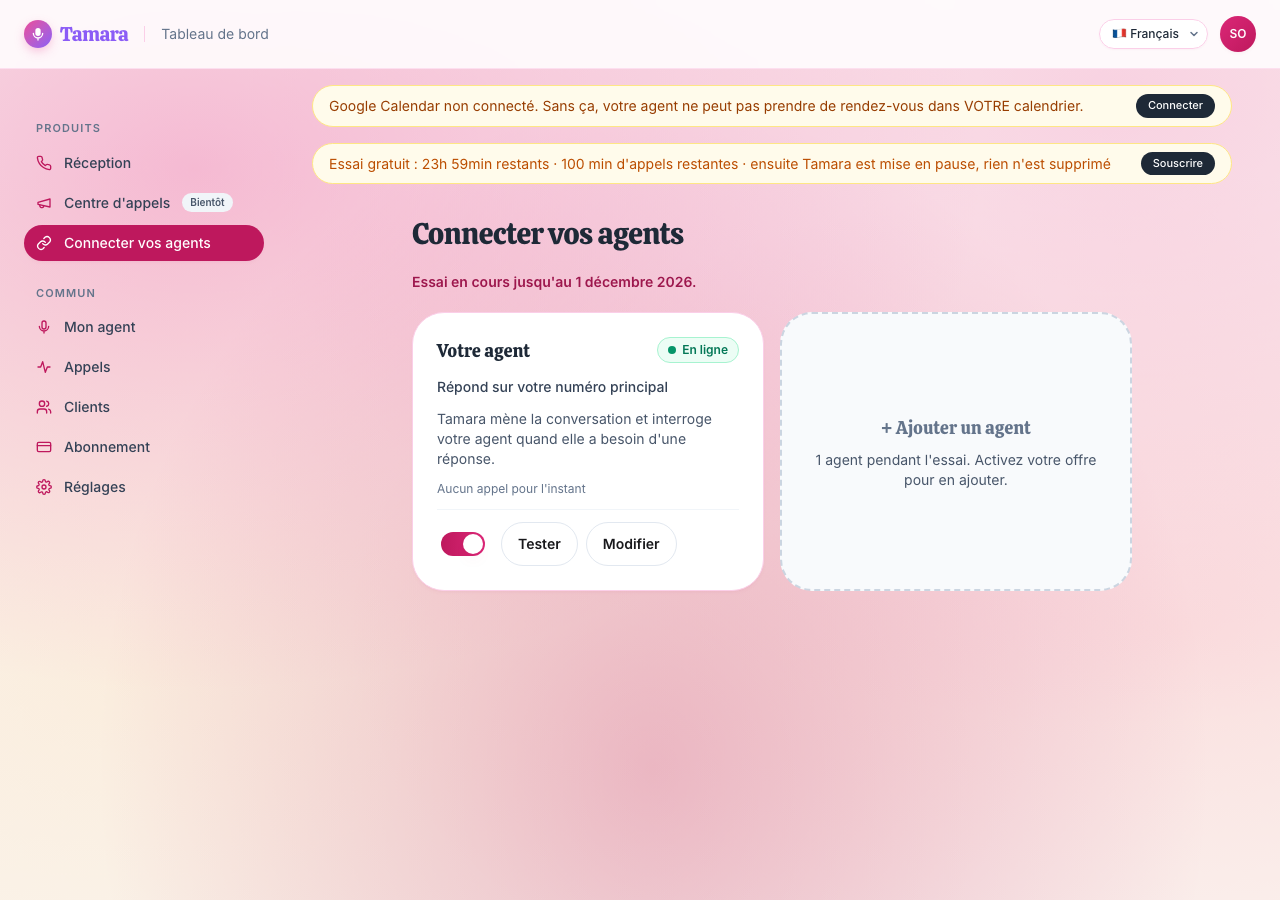 Tamara
Tableau de bord
Français
SO
Google Calendar non connecté. Sans ça, votre agent ne peut pas prendre de rendez-vous dans VOTRE calendrier.
Connecter
Essai gratuit : 23h 59min restants · 100 min d'appels restantes · ensuite Tamara est mise en pause, rien n'est supprimé
Souscrire
PRODUITS
Réception
Centre d'appels
Bientôt
Connecter vos agents
COMMUN
Mon agent
Appels
Clients
Abonnement
Réglages
Connecter vos agents
Essai en cours jusqu'au 1 décembre 2026.
Votre agent
En ligne
Répond sur votre numéro principal
Tamara mène la conversation et interroge
votre agent quand elle a besoin d'une
réponse.
Aucun appel pour l'instant
Tester
Modifier
+ Ajouter un agent
1 agent pendant l'essai. Activez votre offre
pour en ajouter.